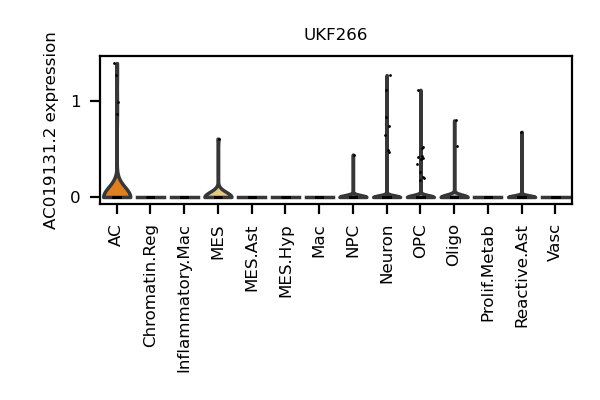 UKF266
AC019131.2 expression
1
0
AC
Chromatin.Reg
Inflammatory.Mac
MES
MES.Ast
MES.Hyp
Mac
NPC
Neuron
OPC
Oligo
Prolif.Metab
Reactive.Ast
Vasc